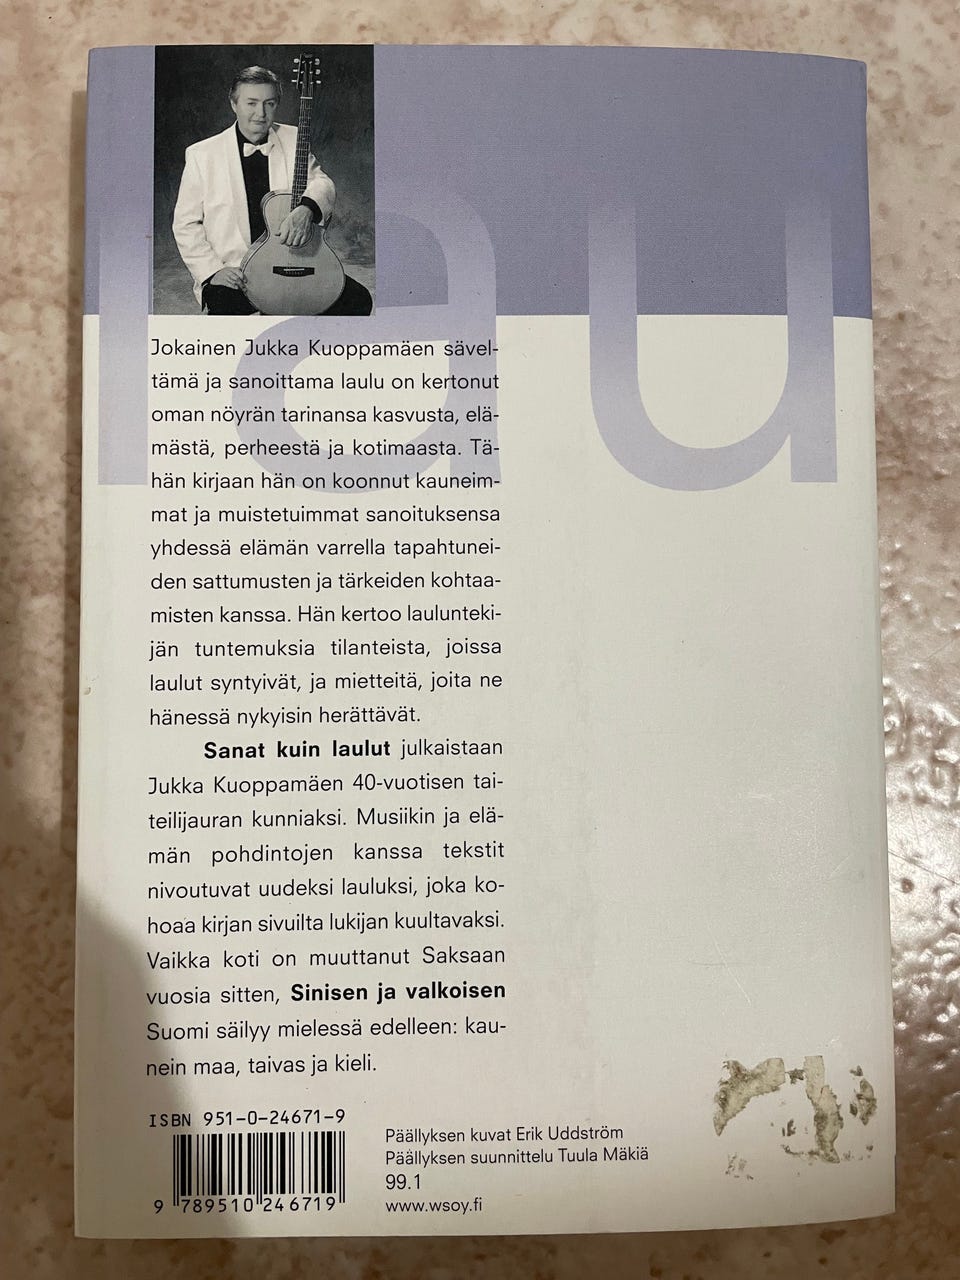 lau
Jokainen Jukka Kuoppamäen sävel-
tämä ja sanoittama laulu on kertonut
oman nöyrän tarinansa kasvusta, elä-
mästä, perheestä ja kotimaasta. Tä-
hän kirjaan hän on koonnut kauneim-
mat ja muistetuimmat sanoituksensa
yhdessä elämän varrella tapahtunei-
den sattumusten ja tärkeiden kohtaa-
misten kanssa. Hän kertoo laulunteki-
jän tuntemuksia tilanteista, joissa
laulut syntyivät, ja mietteitä, joita ne
hänessä nykyisin herättävät.
Sanat kuin laulut julkaistaan
Jukka Kuoppamäen 40-vuotisen tai-
teilijauran kunniaksi. Musiikin ja elä-
män pohdintojen kanssa tekstit
nivoutuvat uudeksi lauluksi, joka ko-
hoaa kirjan sivuilta lukijan kuultavaksi.
Vaikka koti on muuttanut Saksaan
vuosia sitten, Sinisen ja valkoisen
Suomi säilyy mielessä edelleen: kau-
nein maa, taivas ja kieli.
ISBN 951-0-24671-9
9 789510 246719
Päällyksen kuvat Erik Uddström
Päällyksen suunnittelu Tuula Mäkiä
99.1
www.wsoy.fi